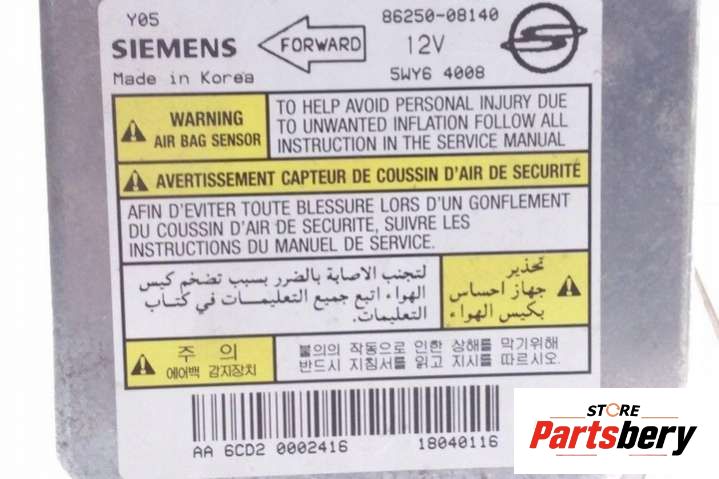 Y05
86250-08140
SIEMENS
FORWARD
12V
Made in Korea
5WY6 4008
WARNING
AIR BAG SENSOR
TO HELP AVOID PERSONAL INJURY DUE
TO UNWANTED INFLATION FOLLOW ALL
INSTRUCTION IN THE SERVICE MANUAL
AVERTISSEMENT CAPTEUR DE COUSSIN D'AIR DE SECURITÉ
AFIN D'EVITER TOUTE BLESSURE LORS D'UN GONFLEMENT
DU COUSSIN D'AIR DE SECURITE, SUIVRE LES
INSTRUCTIONS DU MANUEL DE SERVICE.
تحذير
جهاز احساس
بكيس الهواء
لتجنب الاصابة بالضرر بسبب تضخم كيس
الهواء اتبع جميع التعليمات في كتاب
التعليمات.
주 의
에어백 감지장치
불의의 작동으로 인한 상해를 막기위해
반드시 지침서를 읽고 지시를 따르시오.
AA 6CD2 0002416
18040116
STORE
Partsbery